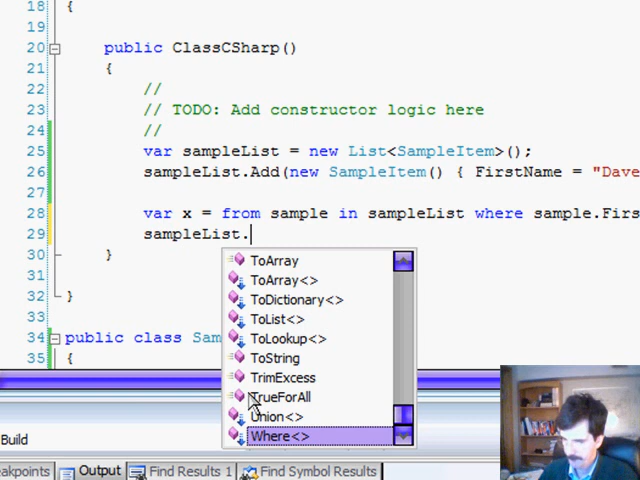 18 {
19
20 public ClassCSharp()
21 {
22 //
23 // TODO: Add constructor logic here
24 //
25 var sampleList = new List<SampleItem>();
26 sampleList.Add(new SampleItem() { FirstName = "Dave
27
28 var x = from sample in sampleList where sample.Firs
29 sampleList.
30 }
31
32 }
33
34 public class Sam
35 {
ToArray
ToArray<>
ToDictionary<>
ToList<>
ToLookup<>
ToString
TrimExcess
TrueForAll
Union<>
Where<>
Build
eakpoints Output Find Results 1 Find Symbol Results